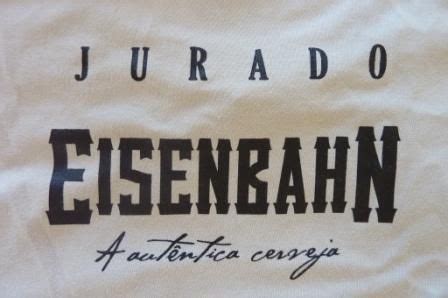 JURADO
EISENBAHN
A autêntica cerveja